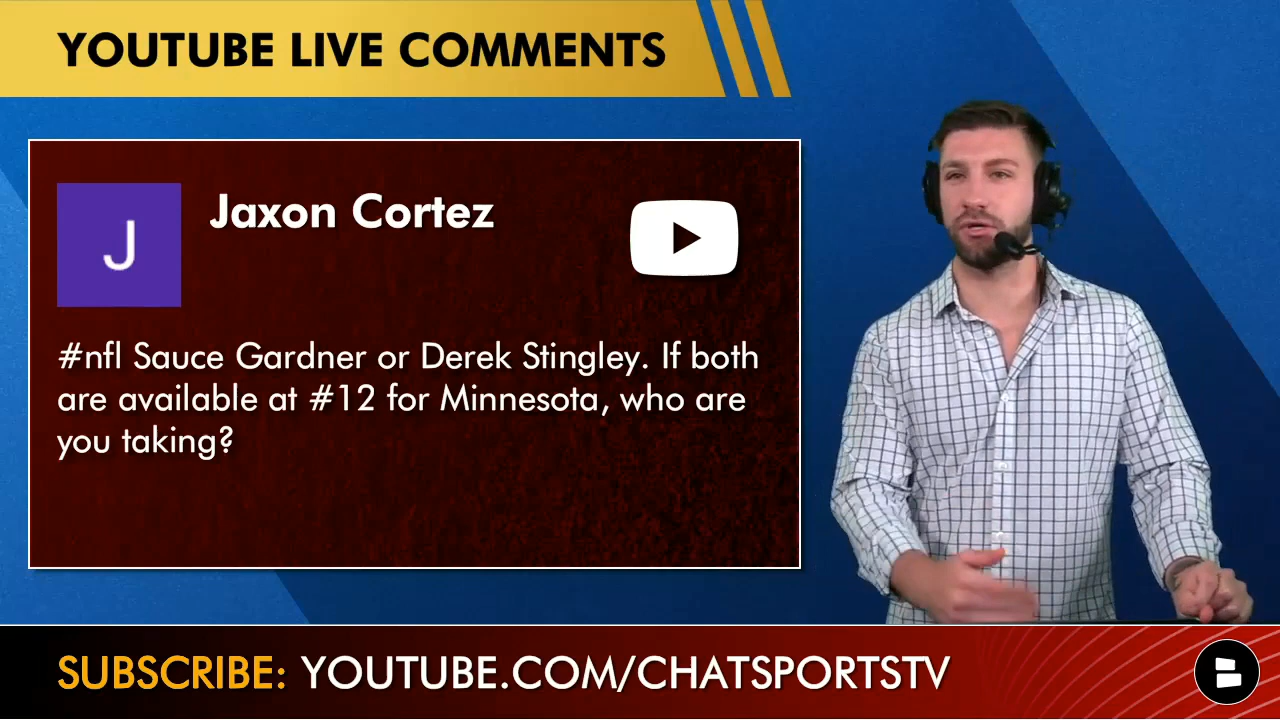 YOUTUBE LIVE COMMENTS
J
Jaxon Cortez
#nfl Sauce Gardner or Derek Stingley. If both
are available at #12 for Minnesota, who are
you taking?
SUBSCRIBE: YOUTUBE.COM/CHATSPORTSTV